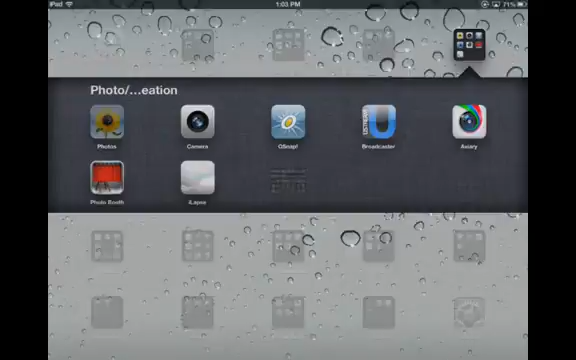 iPad
1:03 PM
71%
Photo/...eation
Photos
Camera
OSnap!
Broadcaster
Aviary
Photo Booth
iLapse